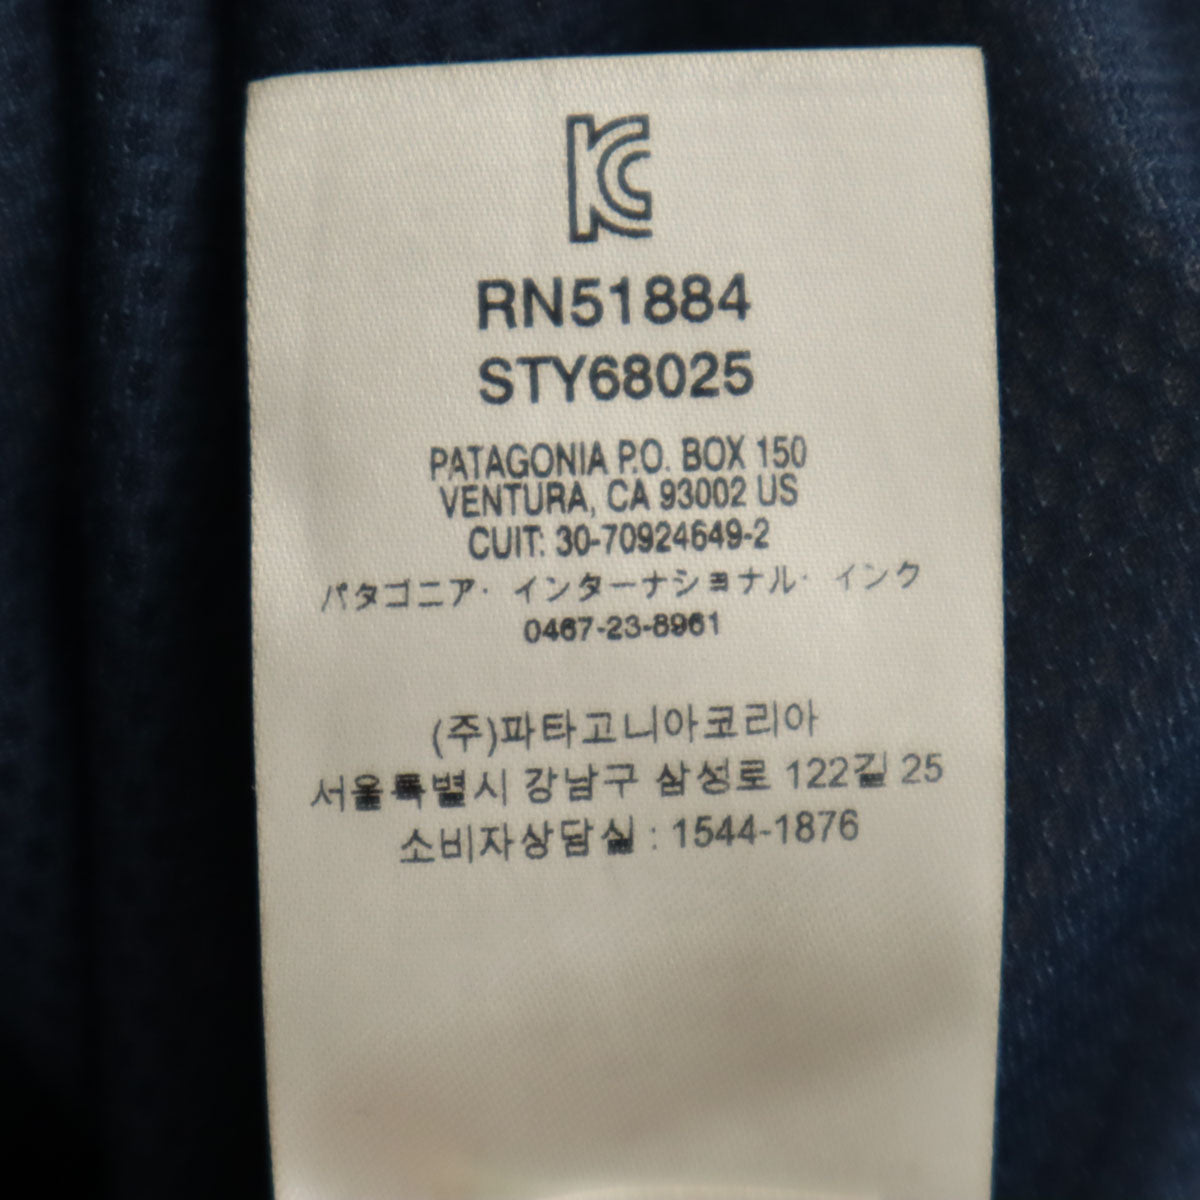 KC
RN51884
STY68025
PATAGONIA P.O. BOX 150
VENTURA, CA 93002 US
CUIT: 30-70924649-2
パタゴニア・インターナショナル・インク
0467-23-8961
(주)파타고니아코리아
서울특별시 강남구 삼성로 122길 25
소비자상담실 : 1544-1876